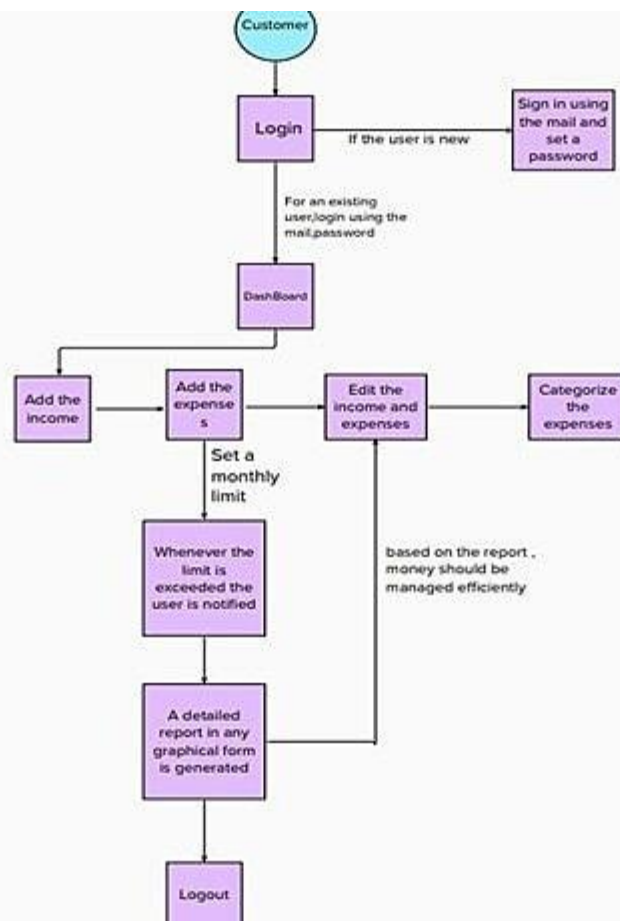 Customer
Login
If the user is new
Sign in using
the mail and
set a
password
For an existing
user,login using the
mail,password
DashBoard
Add the
income
Add the
expense
s
Edit the
income and
expenses
Categorize
the
expenses
Set a
monthly
limit
Whenever the
limit is
exceeded the
user is notified
based on the report ,
money should be
managed efficiently
A detailed
report in any
graphical form
is generated
Logout